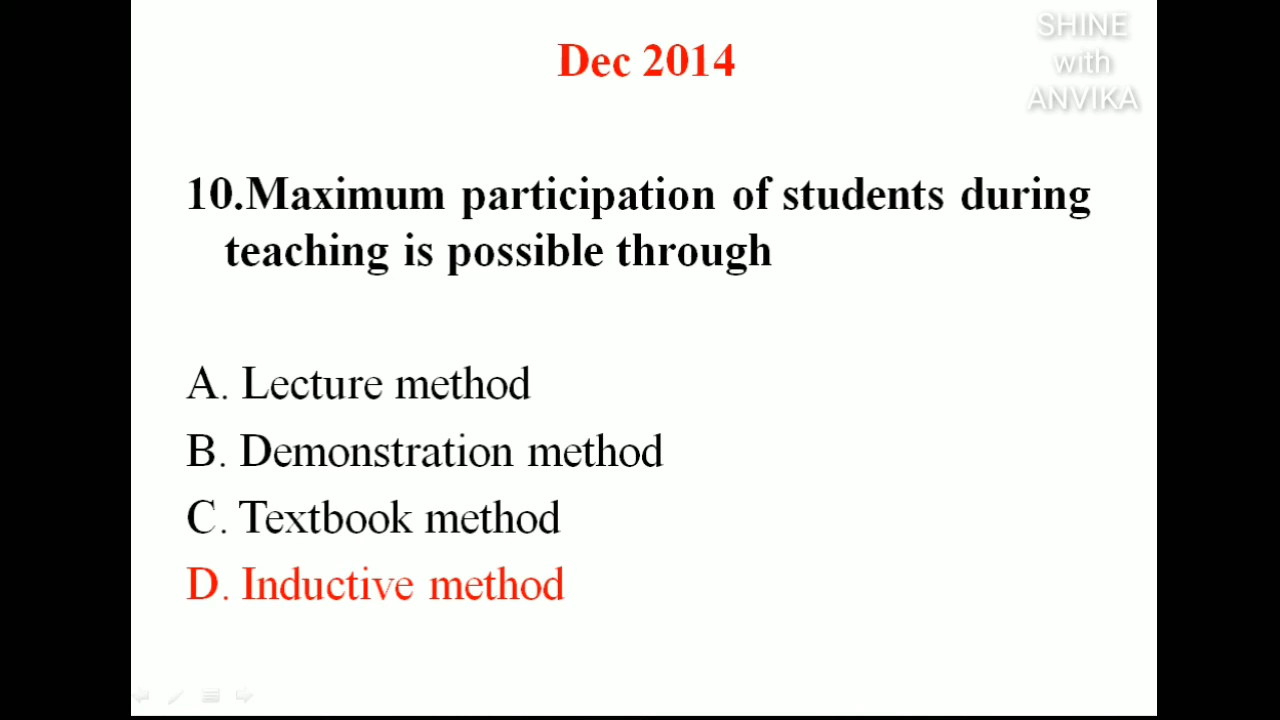 Dec 2014
SHINE
with
ANVIKA
10.Maximum participation of students during
teaching is possible through
A. Lecture method
B. Demonstration method
C. Textbook method
D. Inductive method